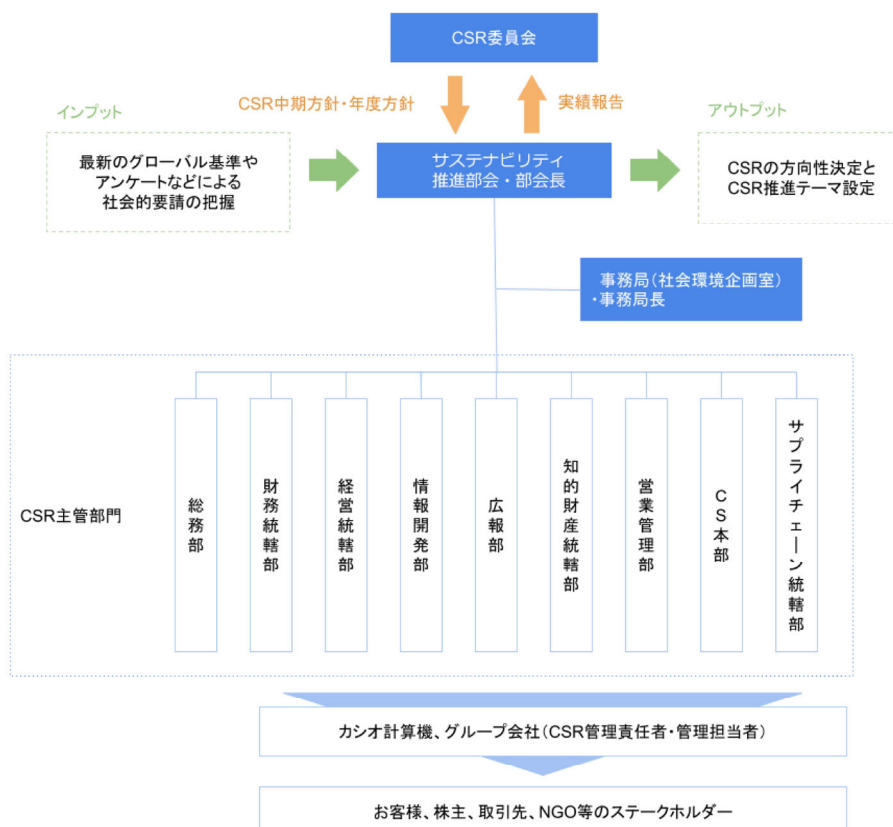 CSR委員会
CSR中期方針・年度方針
実績報告
インプット
アウトプット
最新のグローバル基準や
アンケートなどによる
社会的要請の把握
サステナビリティ
推進部会・部会長
CSRの方向性決定と
CSR推進テーマ設定
事務局(社会環境企画室)
・事務局長
CSR主管部門
総務部
財務統轄部
経営統轄部
情報開発部
広報部
知的財産統轄部
営業管理部
CS本部
サプライチェーン統轄部
カシオ計算機、グループ会社(CSR管理責任者・管理担当者)
お客様、株主、取引先、NGO等のステークホルダー